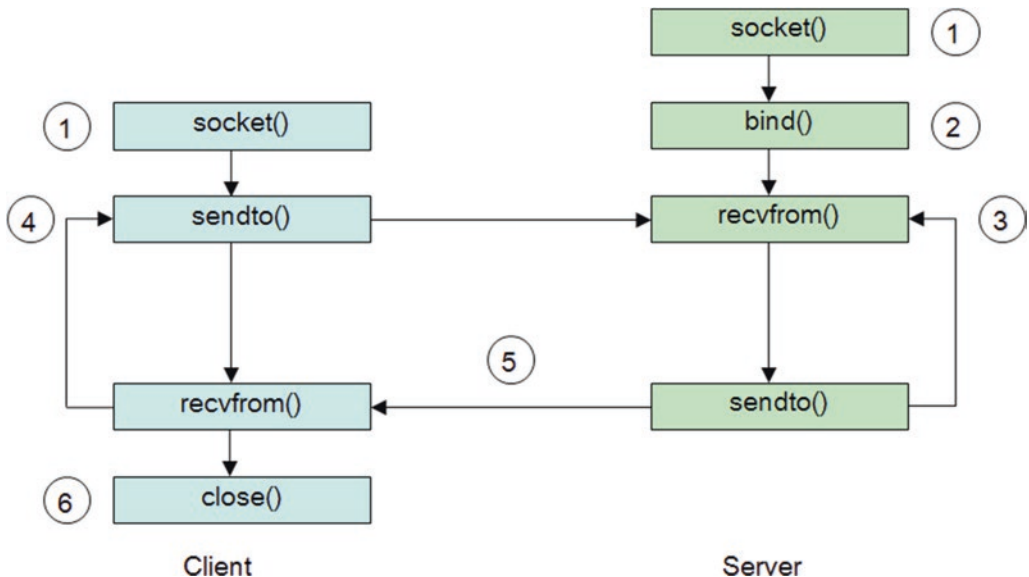 socket()
1
1
socket()
bind()
2
4
sendto()
recvfrom()
3
5
recvfrom()
sendto()
6
close()
Client
Server